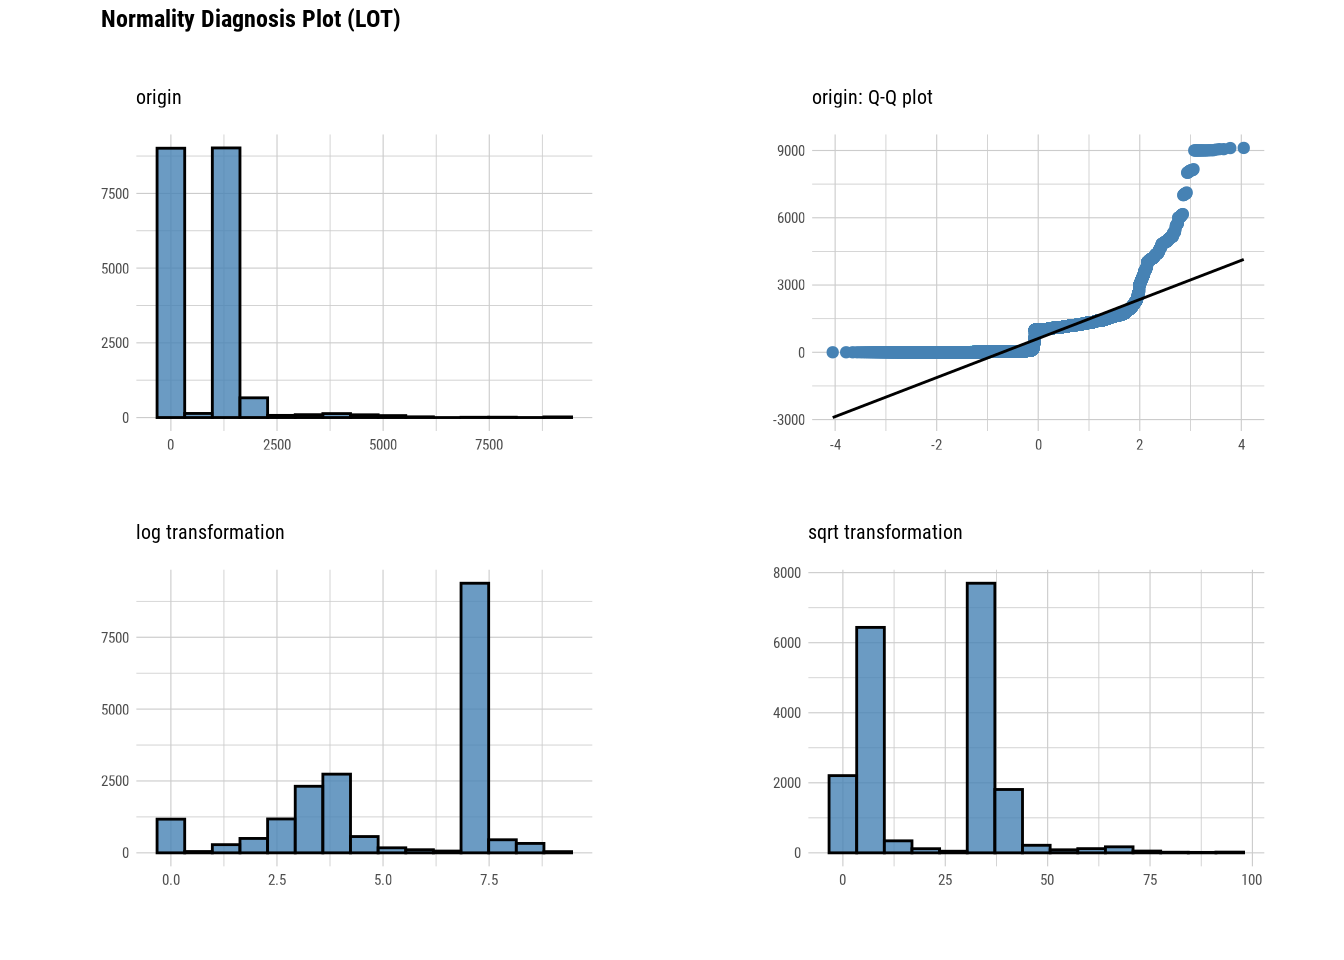 Normality Diagnosis Plot (LOT)
origin
7500
5000
2500
0
0 2500 5000 7500
origin: Q-Q plot
9000
6000
3000
0
-3000
-4 -2 0 2 4
log transformation
7500
5000
2500
0
0.0 2.5 5.0 7.5
sqrt transformation
8000
6000
4000
2000
0
0 25 50 75 100